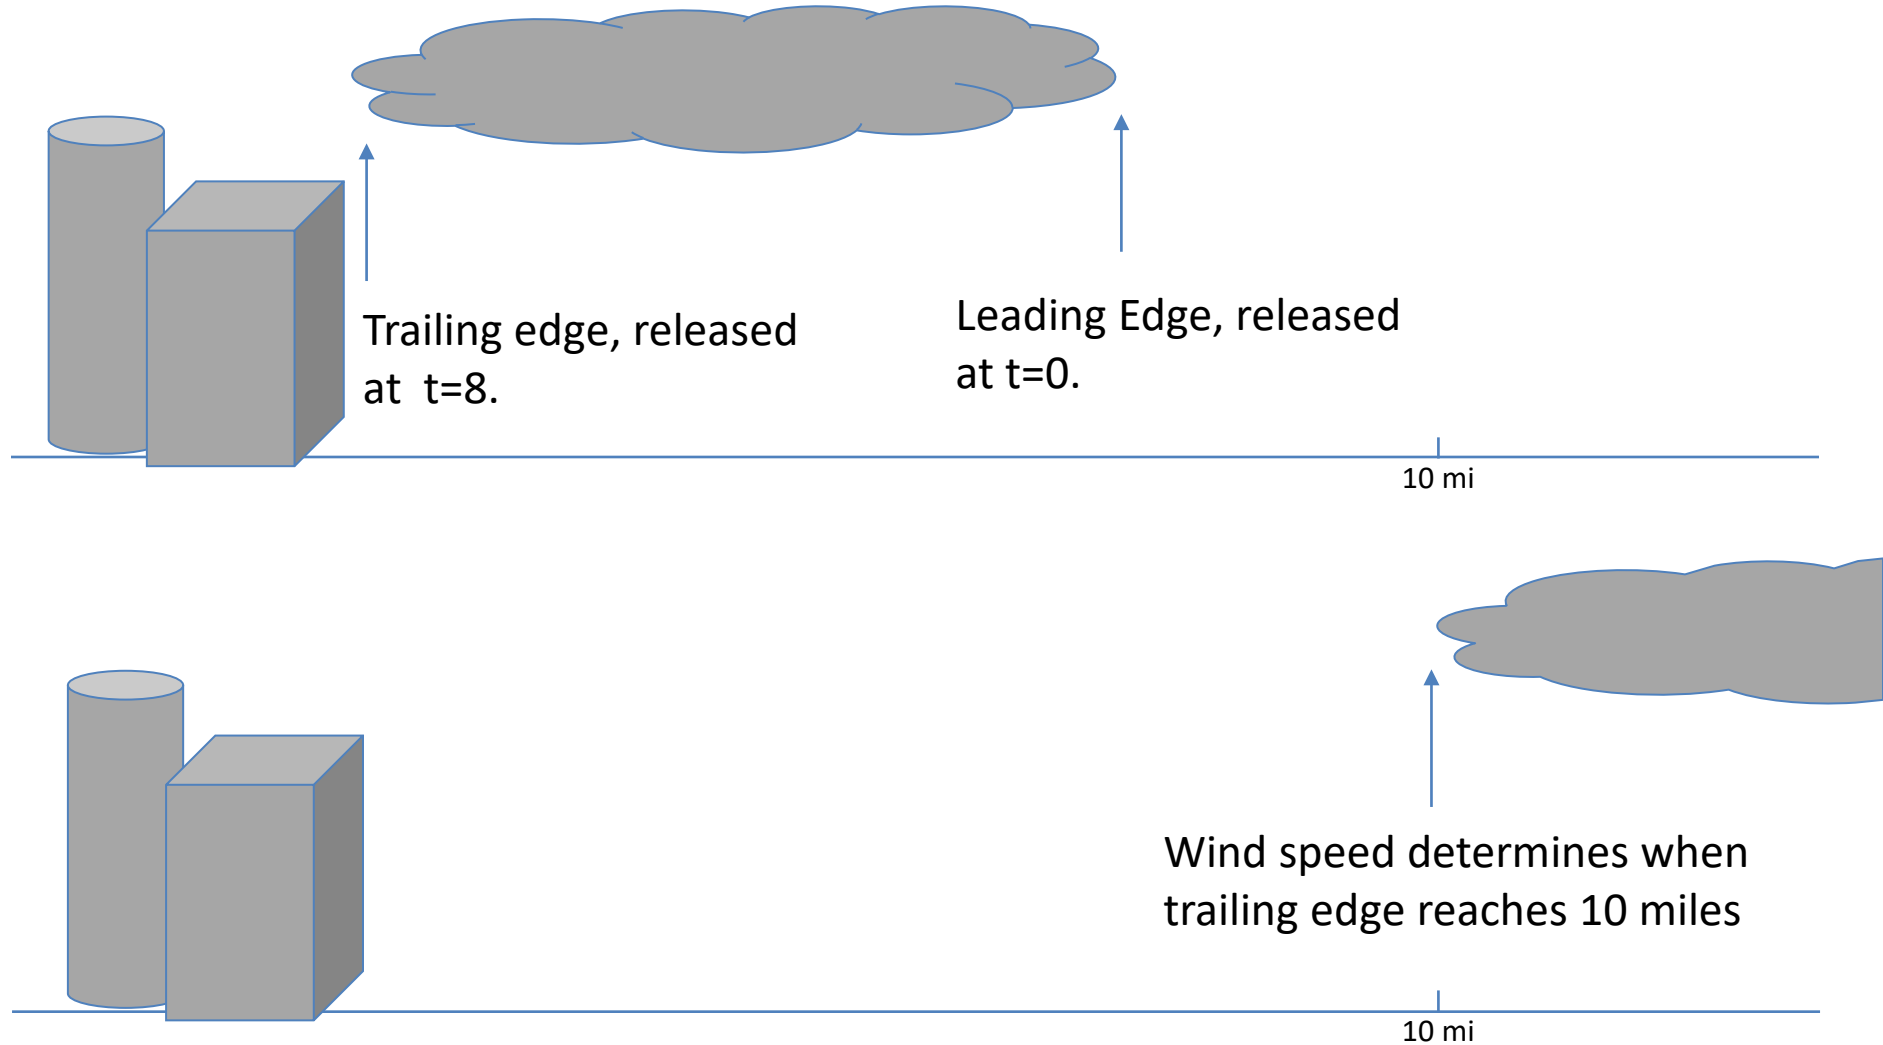 Trailing edge, released
at  t=8.
Leading Edge, released
at t=0.
10 mi
Wind speed determines when
trailing edge reaches 10 miles
10 mi